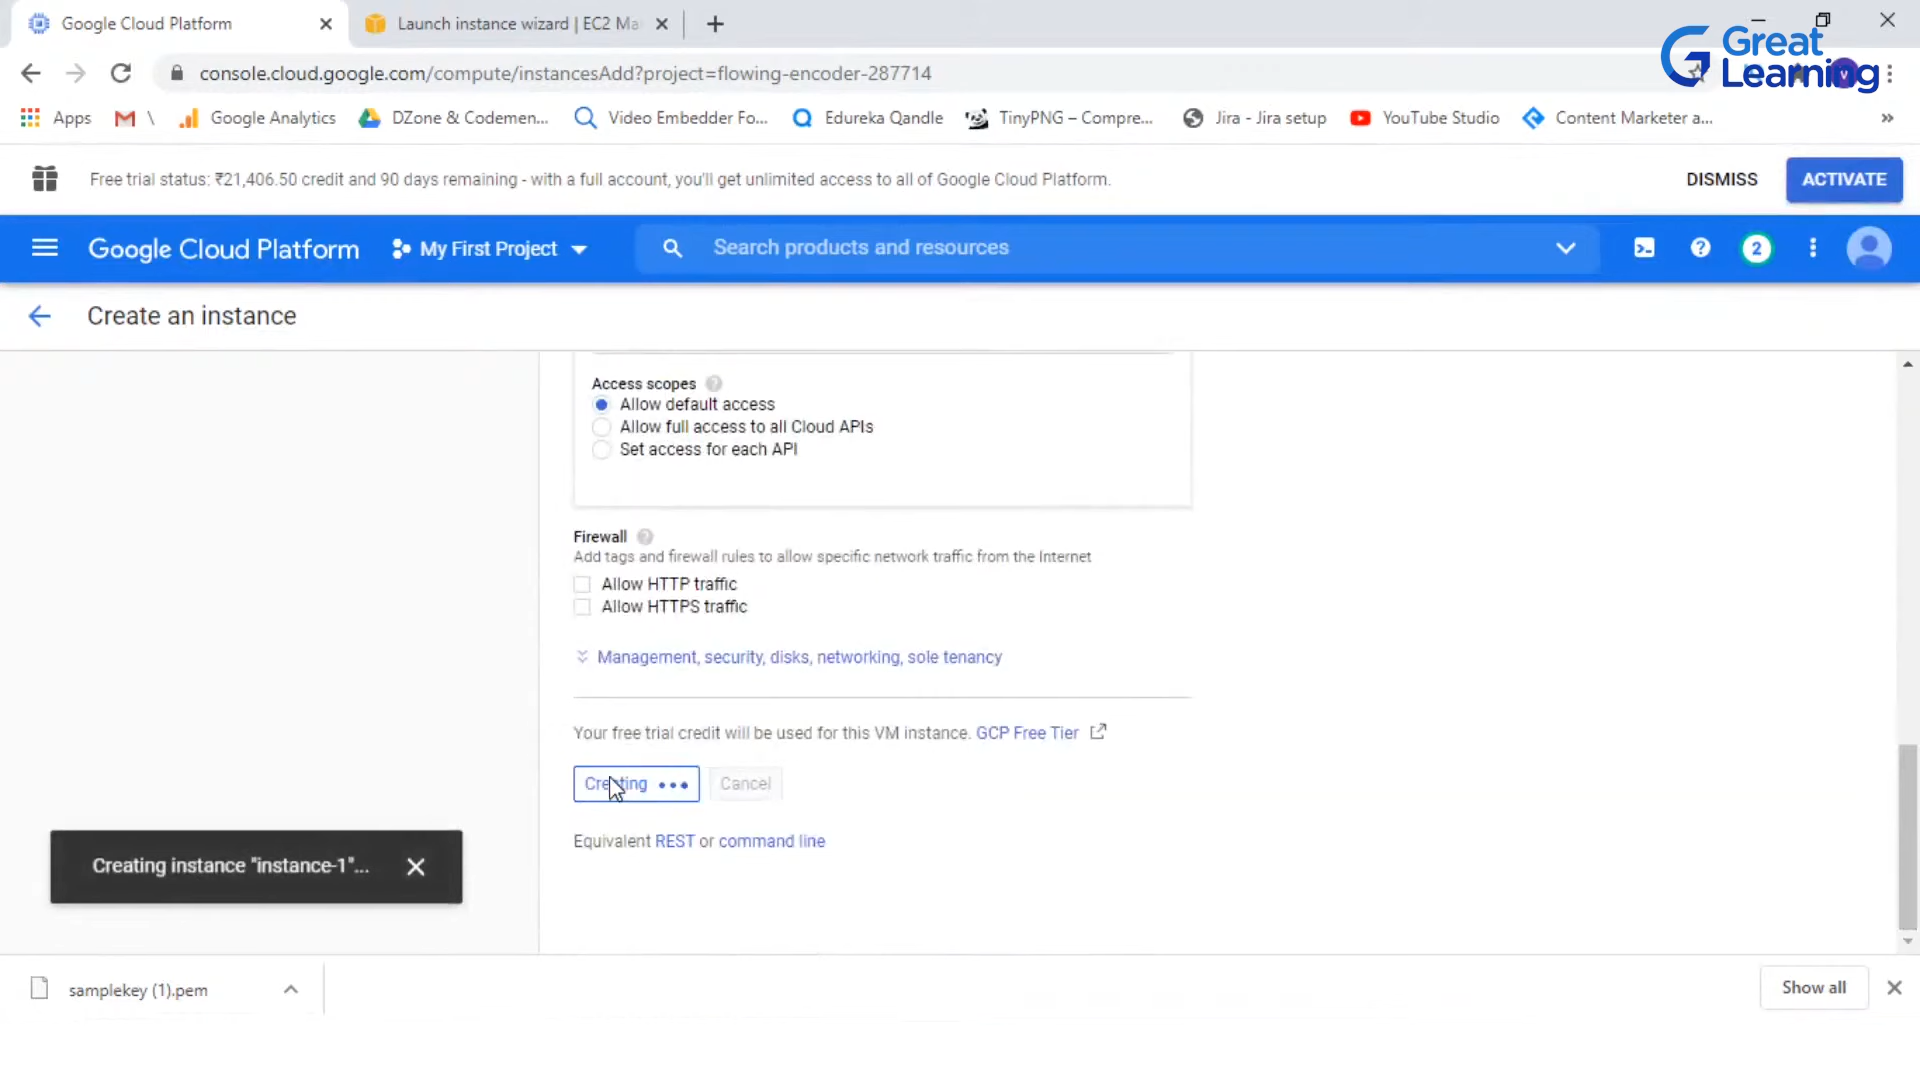 Google Cloud Platform
Launch instance wizard | EC2 Ma
Great
Learning
console.cloud.google.com/compute/instancesAdd?project=flowing-encoder-287714
Apps
\
Google Analytics
DZone & Codemen...
Video Embedder Fo...
Edureka Qandle
TinyPNG – Compre...
Jira - Jira setup
YouTube Studio
Content Marketer a...
»
Free trial status: ₹21,406.50 credit and 90 days remaining - with a full account, you'll get unlimited access to all of Google Cloud Platform.
DISMISS
ACTIVATE
Google Cloud Platform
My First Project
Search products and resources
2
Create an instance
Access scopes
Allow default access
Allow full access to all Cloud APIs
Set access for each API
Firewall
Add tags and firewall rules to allow specific network traffic from the Internet
Allow HTTP traffic
Allow HTTPS traffic
Management, security, disks, networking, sole tenancy
Your free trial credit will be used for this VM instance. GCP Free Tier
Creating
Cancel
Equivalent REST or command line
Creating instance "instance-1"...
samplekey (1).pem
Show all